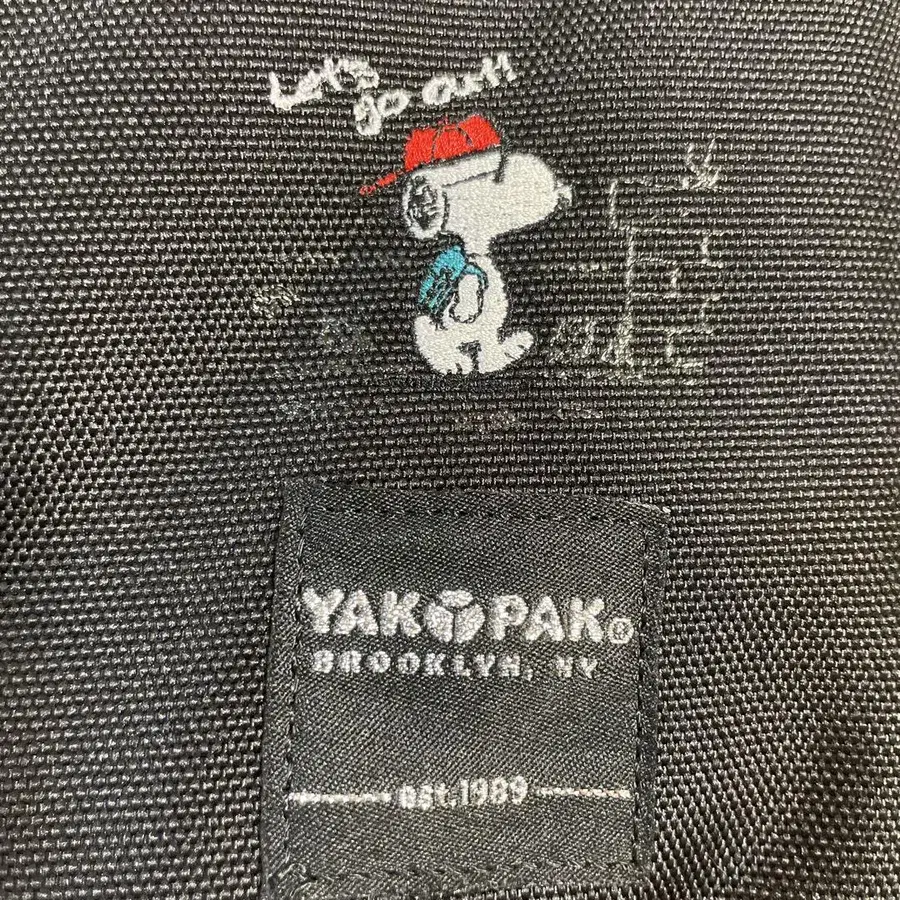 Let's
go out!!
YAK PAK®
BROOKLYN, NY
est.1989